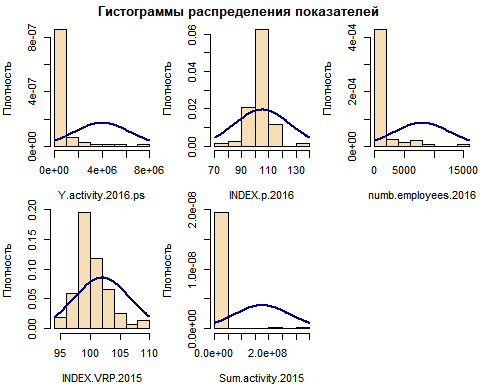 Гистограммы распределения показателей
Плотность
0e+00 4e-07 8e-07
0e+00 4e+06 8e+06
Y.activity.2016.ps
Плотность
0.00 0.02 0.04 0.06
70 90 110 130
INDEX.p.2016
Плотность
0e+00 2e-04 4e-04
0 5000 15000
numb.employees.2016
Плотность
0.00 0.05 0.10 0.15 0.20
95 100 105 110
INDEX.VRP.2015
Плотность
0.0e+00 1.0e-08 2.0e-08
0.0e+00 2.0e+08
Sum.activity.2015